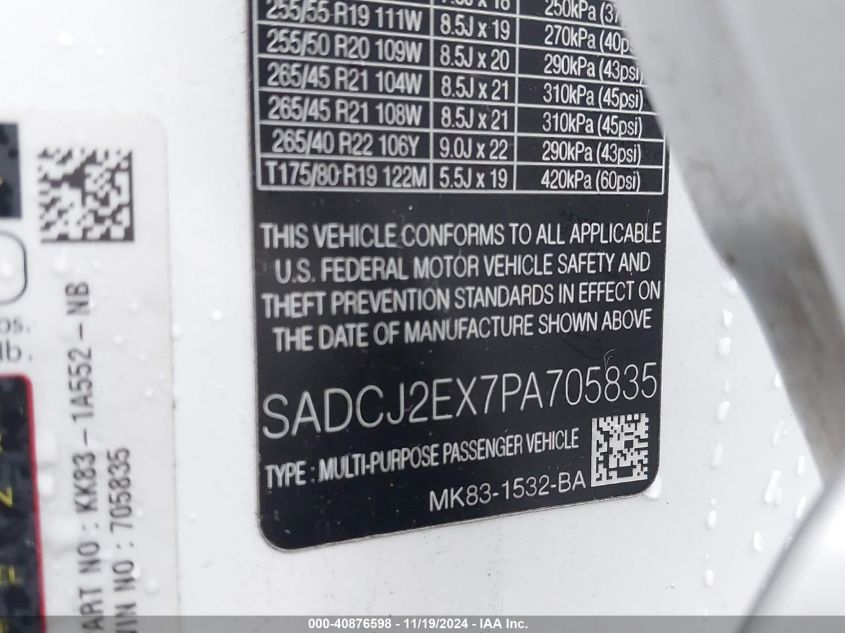 255/55 R19 111W 8.5J x 19 270kPa (40psi)
255/50 R20 109W 8.5J x 20 290kPa (43psi)
265/45 R21 104W 8.5J x 21 310kPa (45psi)
265/45 R21 108W 8.5J x 21 310kPa (45psi)
265/40 R22 106Y 9.0J x 22 290kPa (43psi)
T175/80 R19 122M 5.5J x 19 420kPa (60psi)
THIS VEHICLE CONFORMS TO ALL APPLICABLE
U.S. FEDERAL MOTOR VEHICLE SAFETY AND
THEFT PREVENTION STANDARDS IN EFFECT ON
THE DATE OF MANUFACTURE SHOWN ABOVE
SADCJ2EX7PA705835
TYPE : MULTI-PURPOSE PASSENGER VEHICLE
MK83-1532-BA
lb.
PART NO : KK83-1A552-NB
VIN NO : 705835
000-40876598 - 11/19/2024 - IAA, Inc.